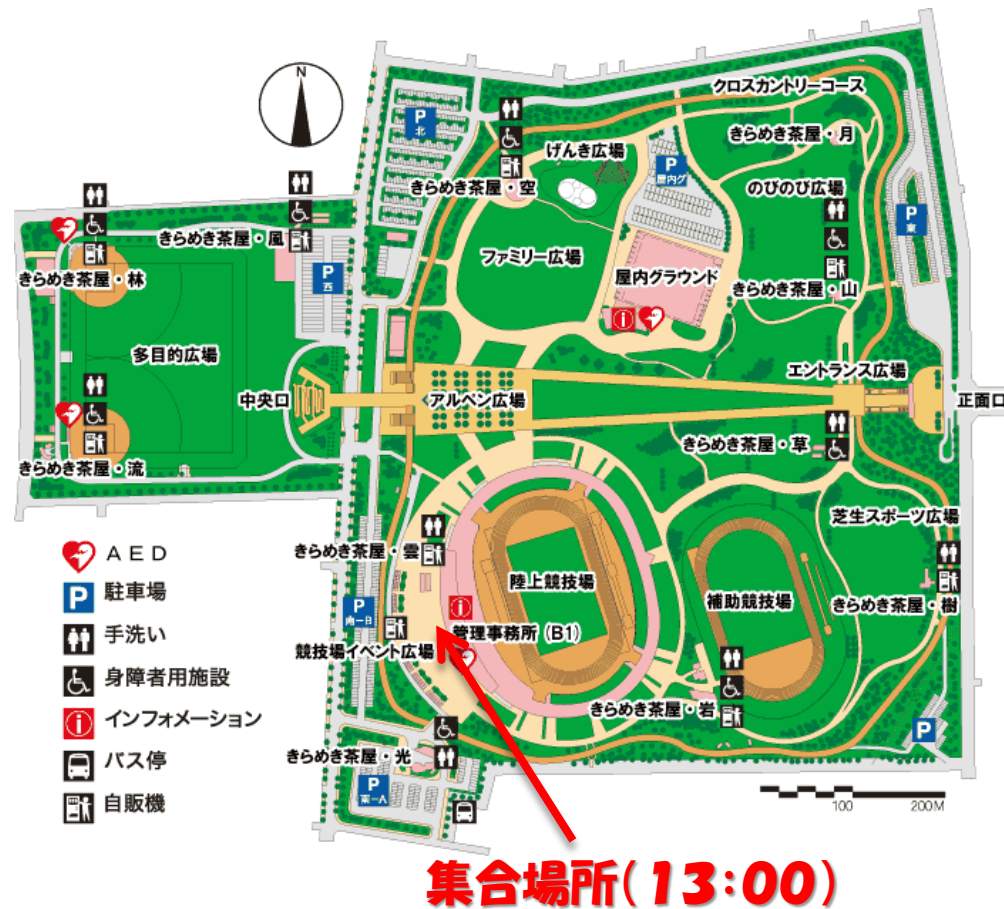 N
クロスカントリーコース
P
北
きらめき茶屋・月
げんき広場
P
屋内グ
きらめき茶屋・空
のびのび広場
P
東
きらめき茶屋・風
ファミリー広場
P
西
屋内グラウンド
きらめき茶屋・林
きらめき茶屋・山
多目的広場
エントランス広場
中央口
アルペン広場
正面口
きらめき茶屋・草
きらめき茶屋・流
芝生スポーツ広場
きらめき茶屋・雲
陸上競技場
補助競技場
きらめき茶屋・樹
P
南-B
管理事務所(B1)
競技場イベント広場
きらめき茶屋・岩
P
きらめき茶屋・光
P
南-A
AED
P 駐車場
手洗い
身障者用施設
インフォメーション
バス停
自販機
100 200M
集合場所(13:00)